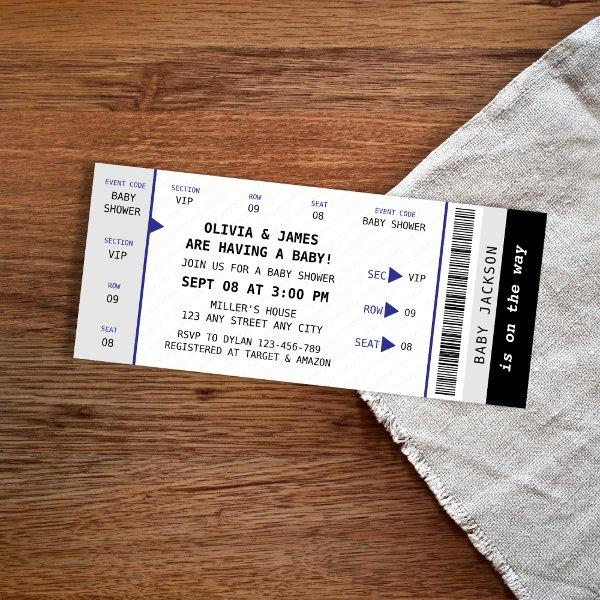 EVENT CODE
BABY
SHOWER
SECTION
VIP
ROW
09
SEAT
08
SECTION
VIP
ROW
09
SEAT
08
EVENT CODE
BABY SHOWER
OLIVIA & JAMES
ARE HAVING A BABY!
JOIN US FOR A BABY SHOWER
SEPT 08 AT 3:00 PM
MILLER'S HOUSE
123 ANY STREET ANY CITY
RSVP TO DYLAN 123-456-789
REGISTERED AT TARGET & AMAZON
SEC VIP
ROW 09
SEAT 08
BABY JACKSON
is on the way